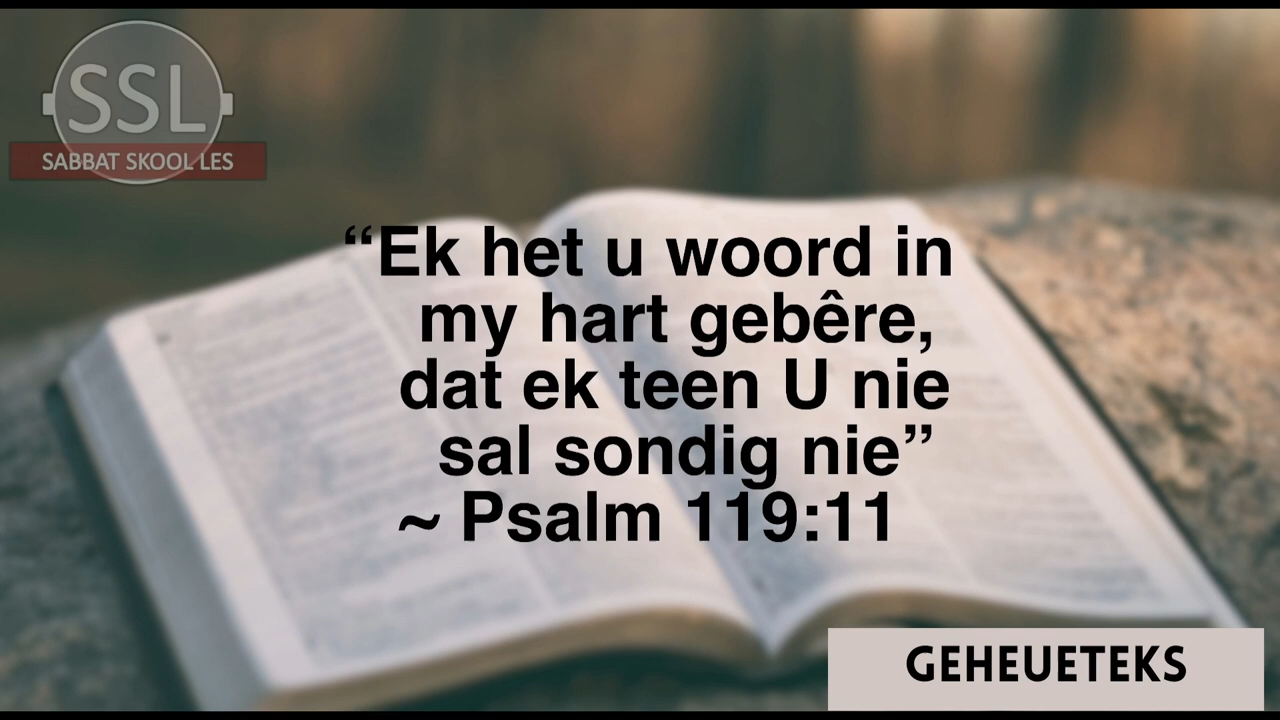 SSL
SABBAT SKOOL LES
“Ek het u woord in
my hart gebêre,
dat ek teen U nie
sal sondig nie”
~ Psalm 119:11
GEHEUETEKS